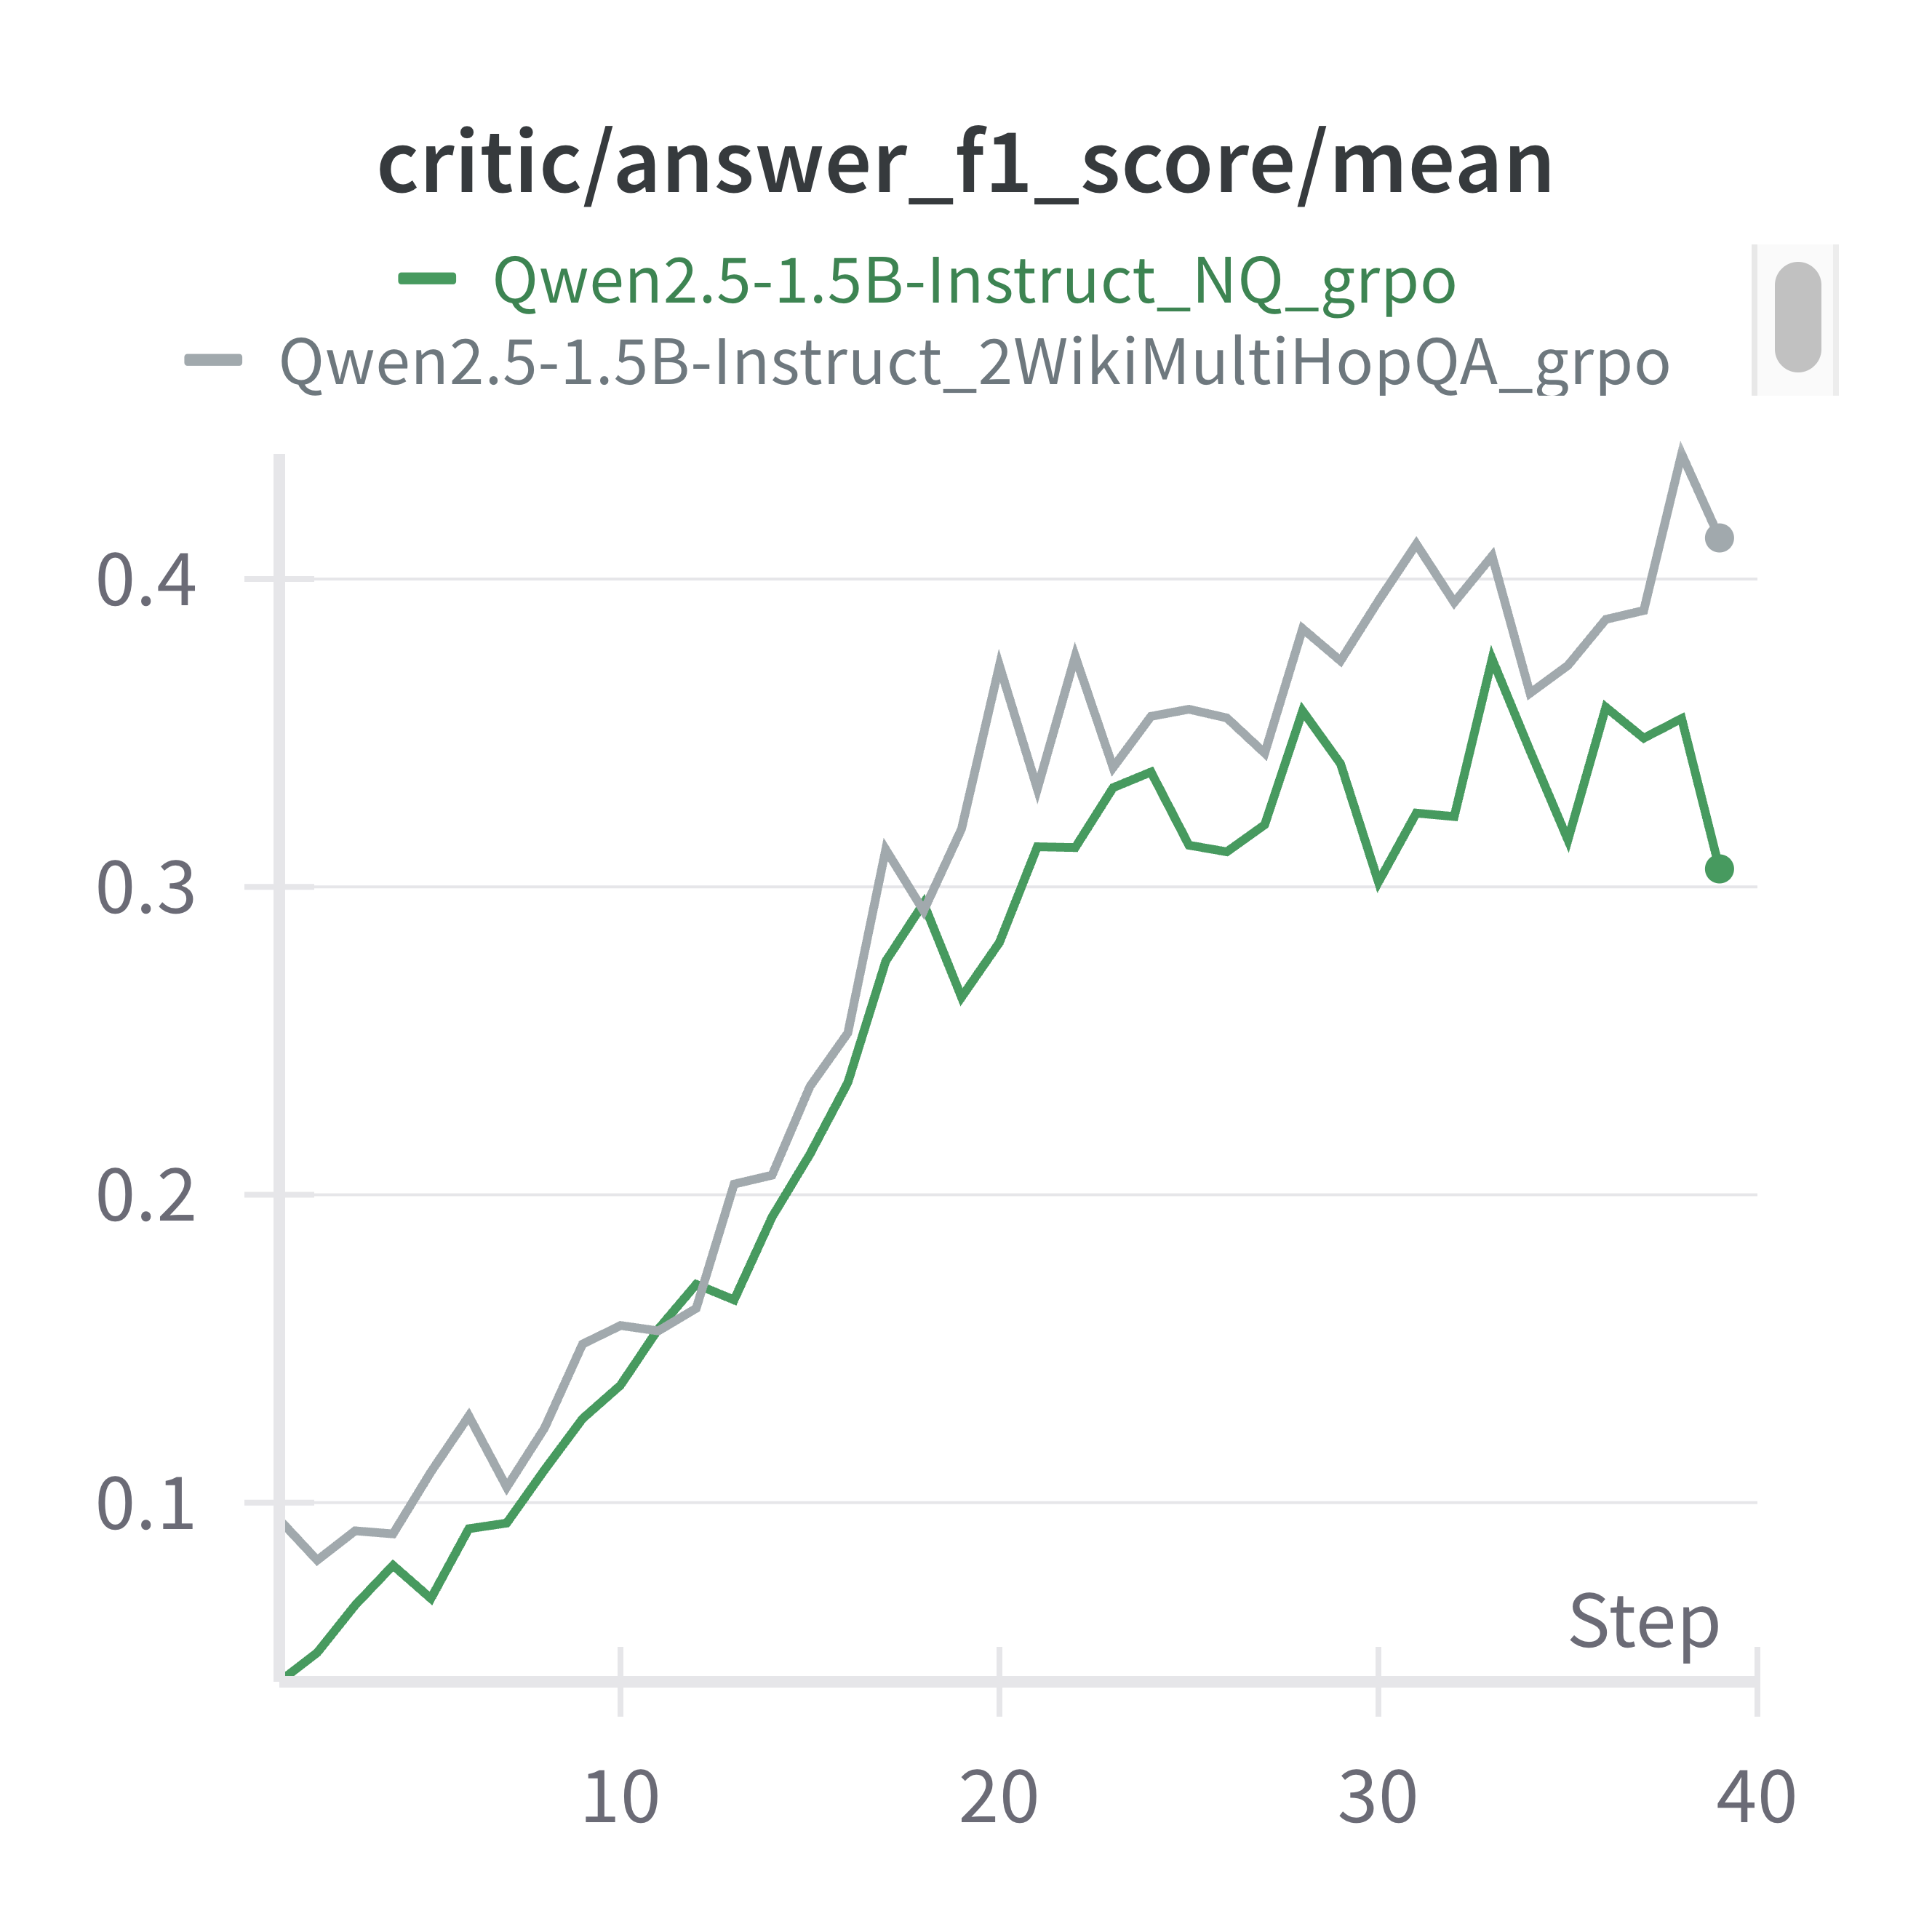 critic/answer_f1_score/mean
Qwen2.5-1.5B-Instruct_NQ_grpo
Qwen2.5-1.5B-Instruct_2WikiMultiHopQA_grpo
0.4
0.3
0.2
0.1
Step
10 20 30 40